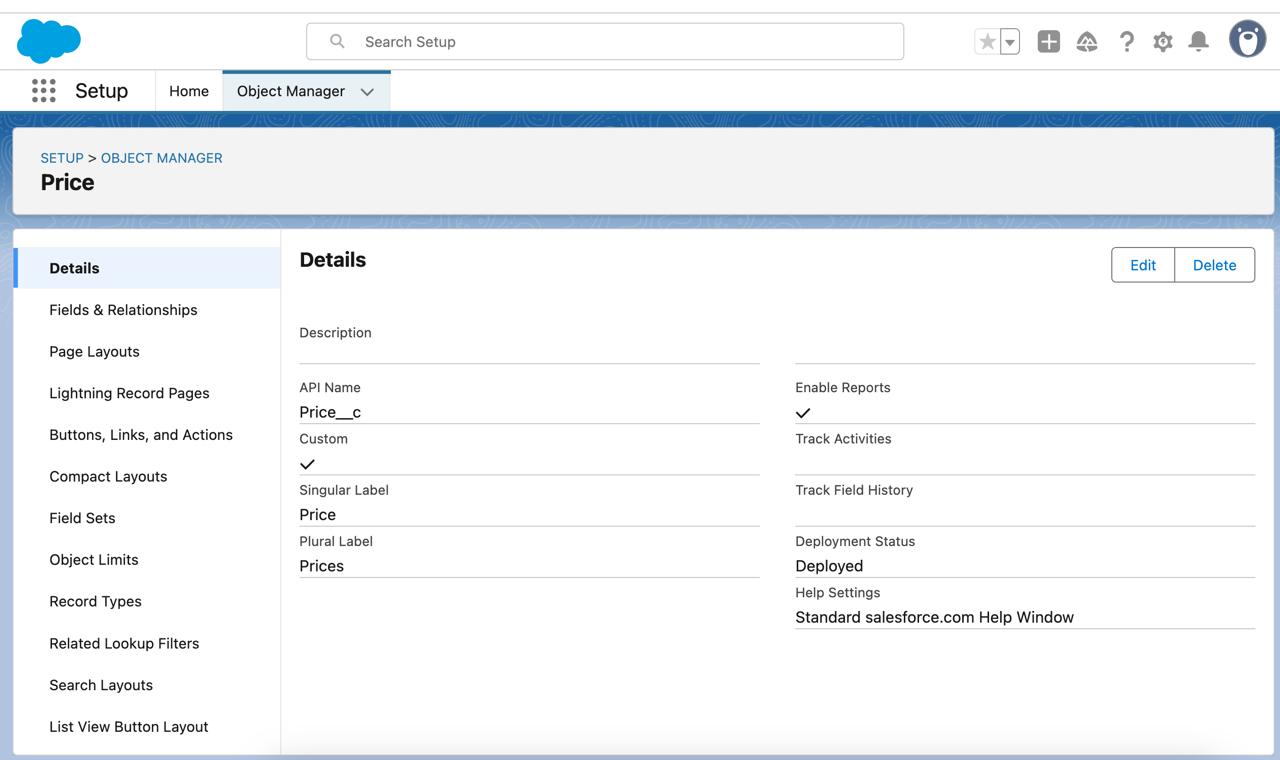 Search Setup
Setup
Home
Object Manager
SETUP > OBJECT MANAGER
Price
Details
Fields & Relationships
Page Layouts
Lightning Record Pages
Buttons, Links, and Actions
Compact Layouts
Field Sets
Object Limits
Record Types
Related Lookup Filters
Search Layouts
List View Button Layout
Details
Edit
Delete
Description
API Name
Price__c
Custom
Singular Label
Price
Plural Label
Prices
Enable Reports
Track Activities
Track Field History
Deployment Status
Deployed
Help Settings
Standard salesforce.com Help Window